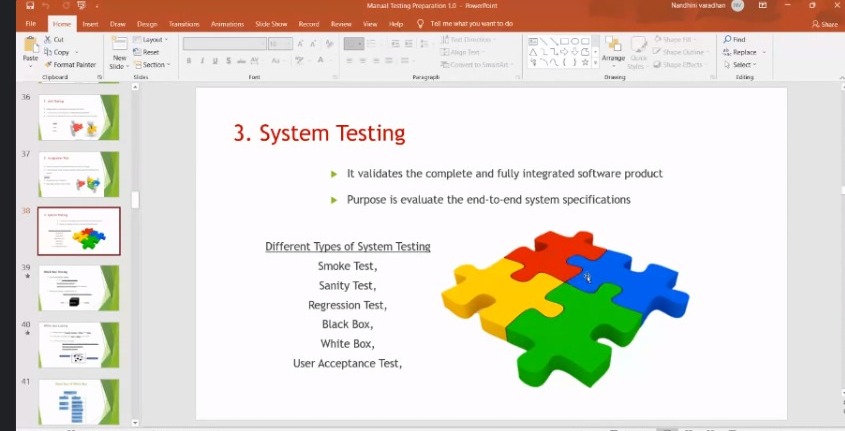 Manual Testing Preparation 1.0 - PowerPoint
Nandhini varadhan
File Home Insert Draw Design Transitions Animations Slide Show Record Review View Help Tell me what you want to do
Share
Paste
Cut
Copy
Format Painter
Clipboard
New Slide
Layout
Reset
Section
Slides
Font
Text Direction
Align Text
Convert to SmartArt
Paragraph
Arrange
Quick Styles
Shape Fill
Shape Outline
Shape Effects
Drawing
Find
Replace
Select
Editing
36
37
38
39
40
41
3. System Testing
It validates the complete and fully integrated software product
Purpose is evaluate the end-to-end system specifications
Different Types of System Testing
Smoke Test,
Sanity Test,
Regression Test,
Black Box,
White Box,
User Acceptance Test,